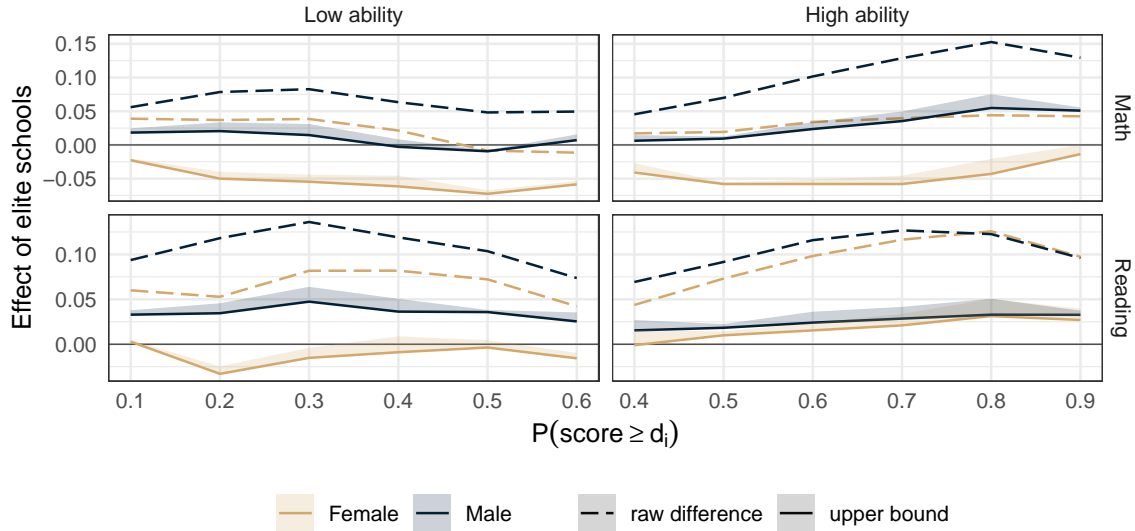 Low ability
High ability
Effect of elite schools
0.15
0.10
0.05
0.00
−0.05
Math
0.10
0.05
0.00
Reading
0.1 0.2 0.3 0.4 0.5 0.6
0.4 0.5 0.6 0.7 0.8 0.9
P(score ≥ dᵢ)
Female Male raw difference upper bound